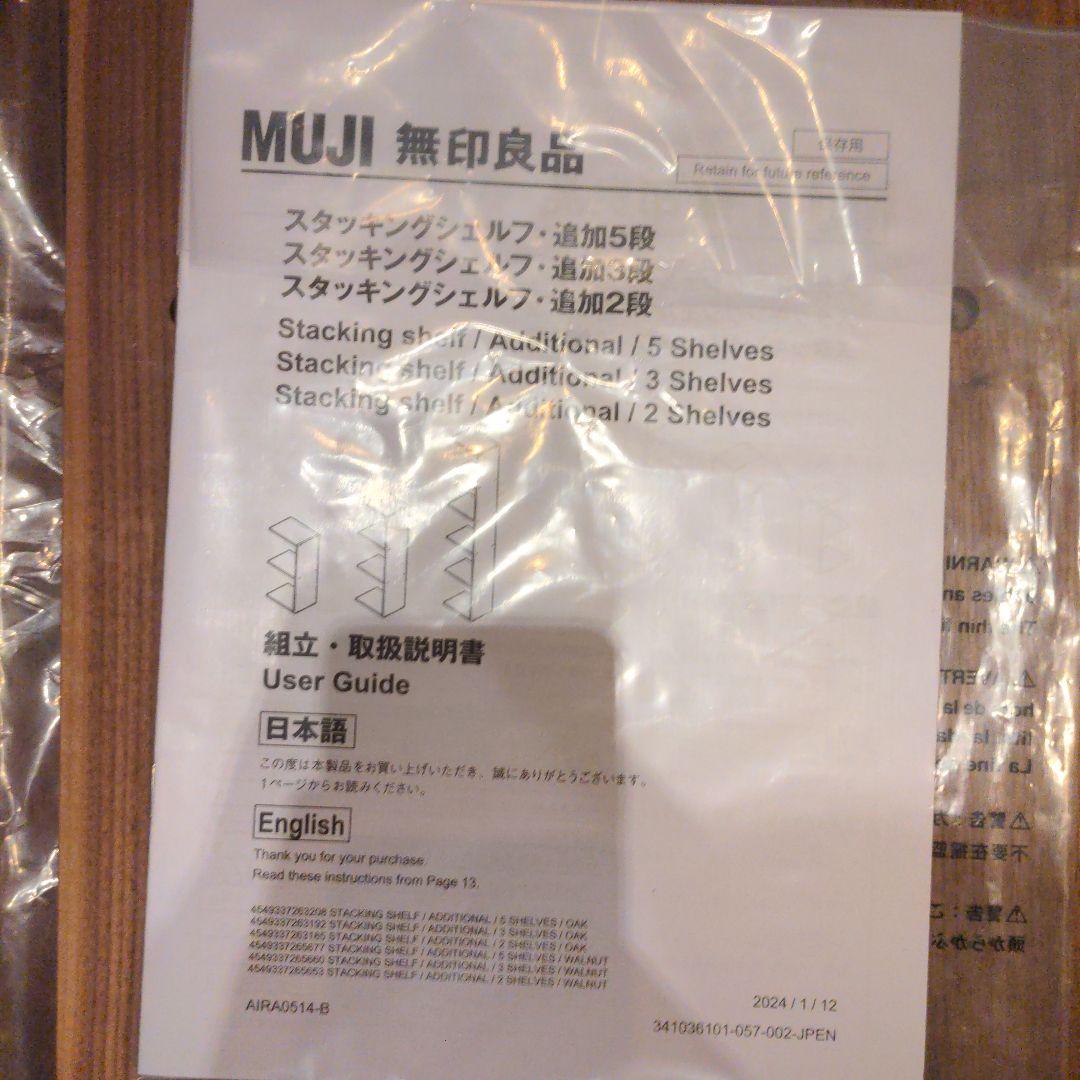 MUJI 無印良品
保存用
Retain for future reference
スタッキングシェルフ・追加5段
スタッキングシェルフ・追加3段
スタッキングシェルフ・追加2段
Stacking shelf / Additional / 5 Shelves
Stacking shelf / Additional / 3 Shelves
Stacking shelf / Additional / 2 Shelves
組立・取扱説明書
User Guide
日本語
この度は本製品をお買い上げいただき、誠にありがとうございます。
1ページからお読みください。
English
Thank you for your purchase.
Read these instructions from Page 13.
4549337263208 STACKING SHELF / ADDITIONAL / 5 SHELVES / OAK
4549337263192 STACKING SHELF / ADDITIONAL / 3 SHELVES / OAK
4549337263185 STACKING SHELF / ADDITIONAL / 2 SHELVES / OAK
4549337265677 STACKING SHELF / ADDITIONAL / 5 SHELVES / WALNUT
4549337265660 STACKING SHELF / ADDITIONAL / 3 SHELVES / WALNUT
4549337265653 STACKING SHELF / ADDITIONAL / 2 SHELVES / WALNUT
AIRA0514-B
2024 / 1 / 12
341036101-057-002-JPEN